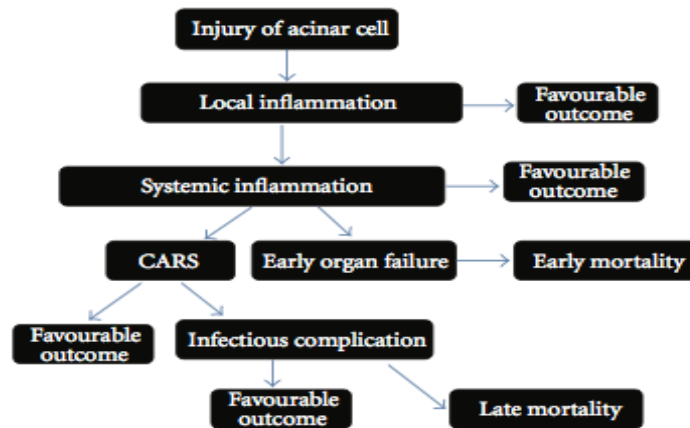 Injury of acinar cell
Local inflammation
Favourable
outcome
Systemic inflammation
Favourable
outcome
CARS
Early organ failure
Early mortality
Favourable
outcome
Infectious complication
Favourable
outcome
Late mortality